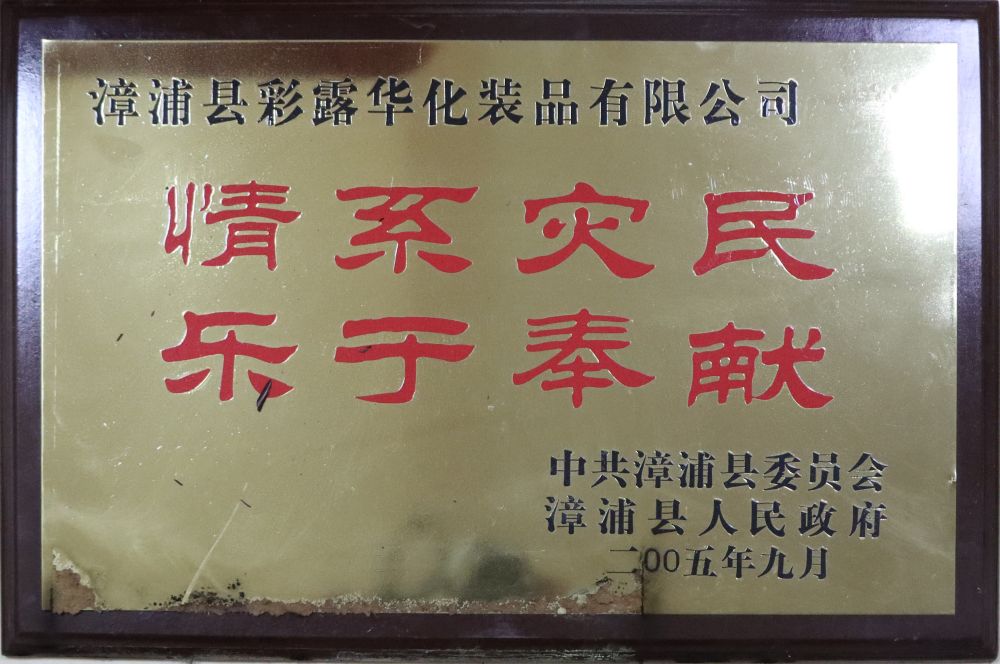 漳浦县彩露华化装品有限公司
情系灾民
乐于奉献
中共漳浦县委员会
漳浦县人民政府
二00五年九月